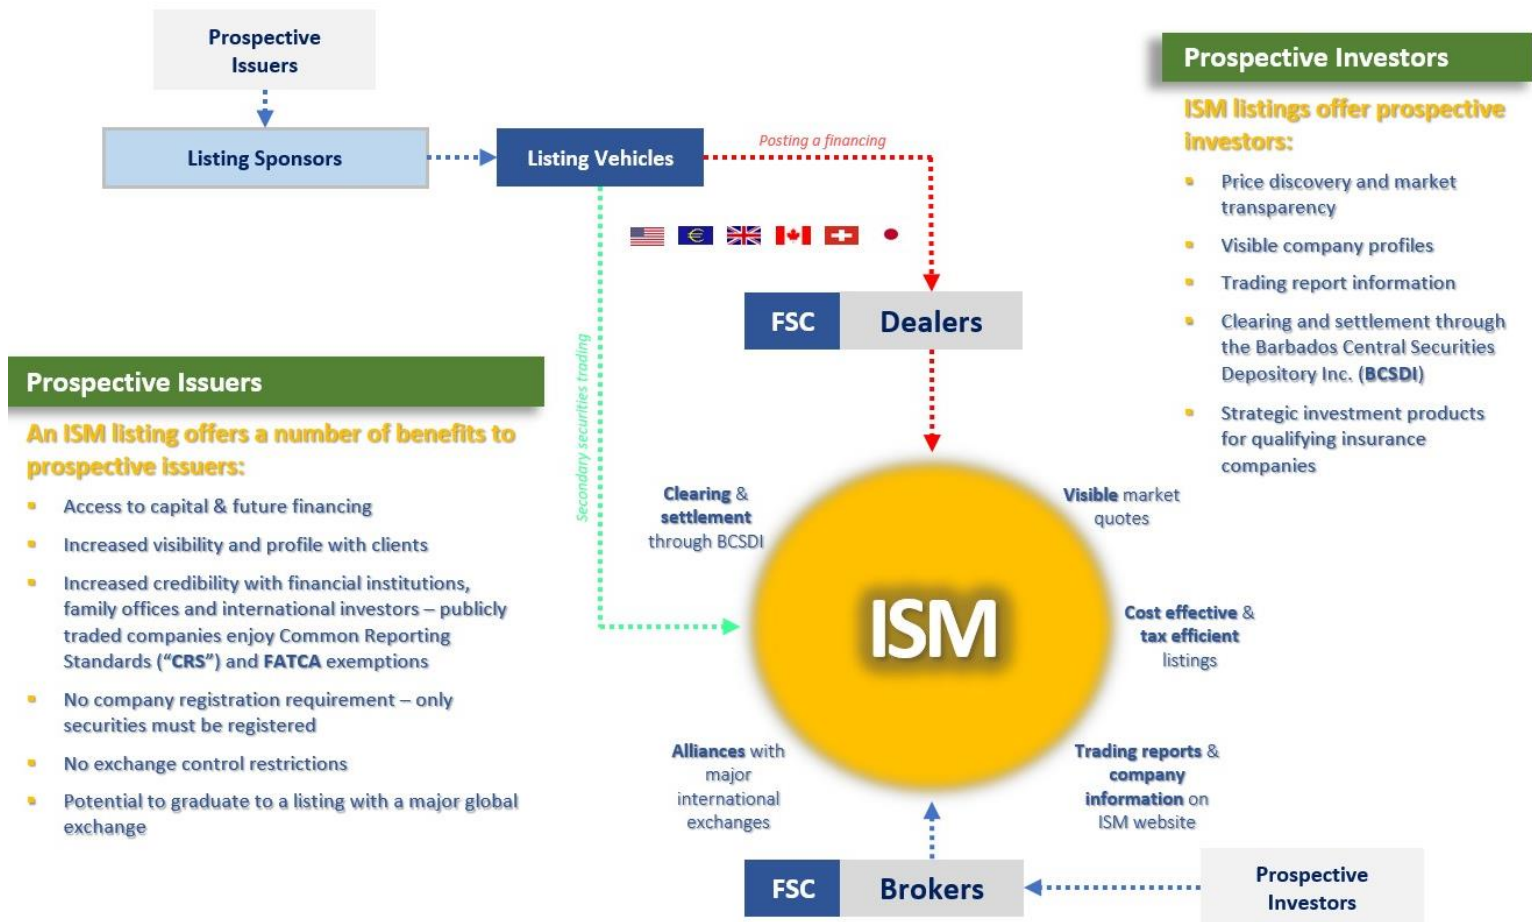 Prospective
Issuers
Listing Sponsors
Listing Vehicles
Posting a financing
Secondary securities trading
FSC
Dealers
Prospective Issuers
An ISM listing offers a number of benefits to
prospective issuers:
Access to capital & future financing
Increased visibility and profile with clients
Increased credibility with financial institutions,
family offices and international investors – publicly
traded companies enjoy Common Reporting
Standards (“CRS”) and FATCA exemptions
No company registration requirement – only
securities must be registered
No exchange control restrictions
Potential to graduate to a listing with a major global
exchange
Clearing &
settlement
through BCSDI
Visible market
quotes
ISM
Cost effective &
tax efficient
listings
Alliances with
major
international
exchanges
Trading reports &
company
information on
ISM website
FSC
Brokers
Prospective
Investors
Prospective Investors
ISM listings offer prospective
investors:
Price discovery and market
transparency
Visible company profiles
Trading report information
Clearing and settlement through
the Barbados Central Securities
Depository Inc. (BCSDI)
Strategic investment products
for qualifying insurance
companies